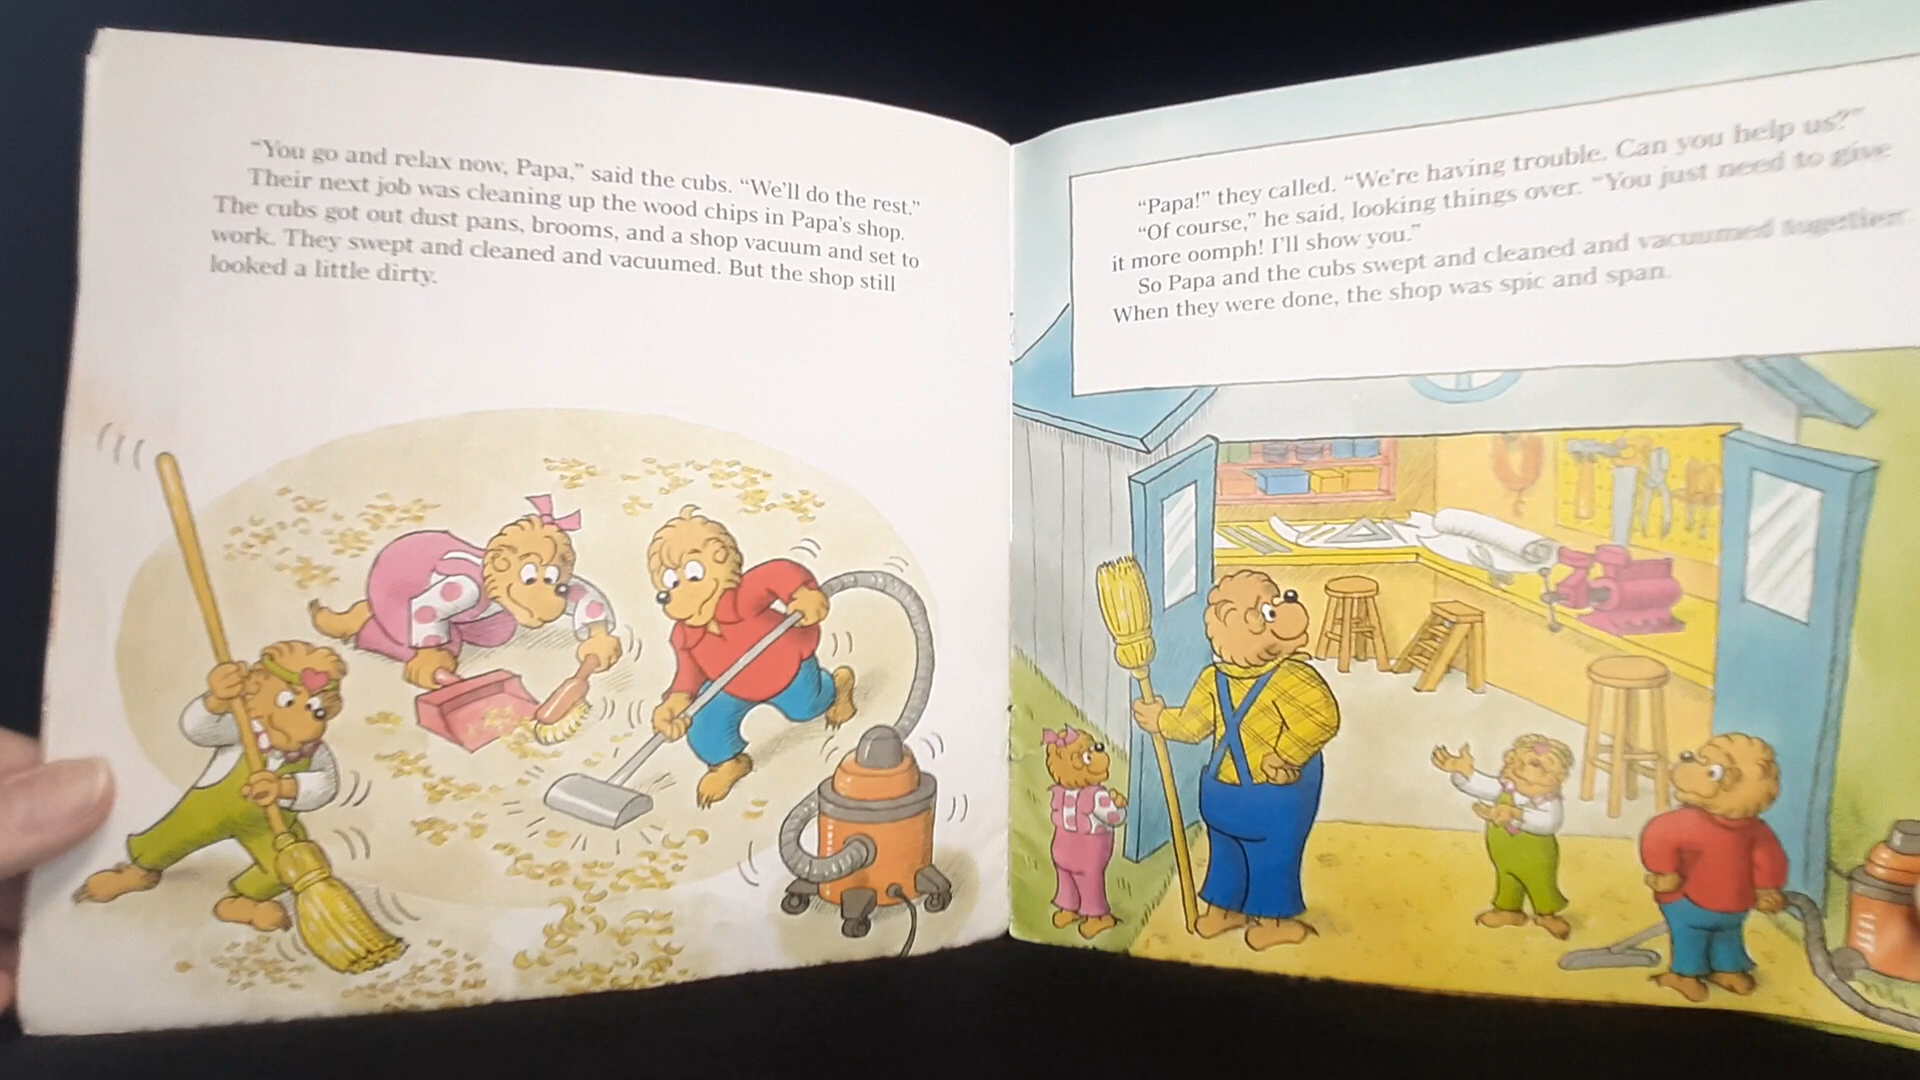 “You go and relax now, Papa,” said the cubs. “We’ll do the rest.”
Their next job was cleaning up the wood chips in Papa’s shop.
The cubs got out dust pans, brooms, and a shop vacuum and set to
work. They swept and cleaned and vacuumed. But the shop still
looked a little dirty.
“Papa!” they called. “We’re having trouble. Can you help us?”
“Of course,” he said, looking things over. “You just need to give
it more oomph! I’ll show you.”
So Papa and the cubs swept and cleaned and vacuumed together.
When they were done, the shop was spic and span.